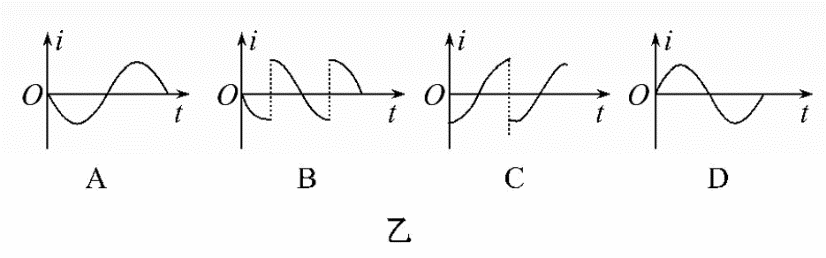 i i i i
O O O O
t t t t
A B C D
乙